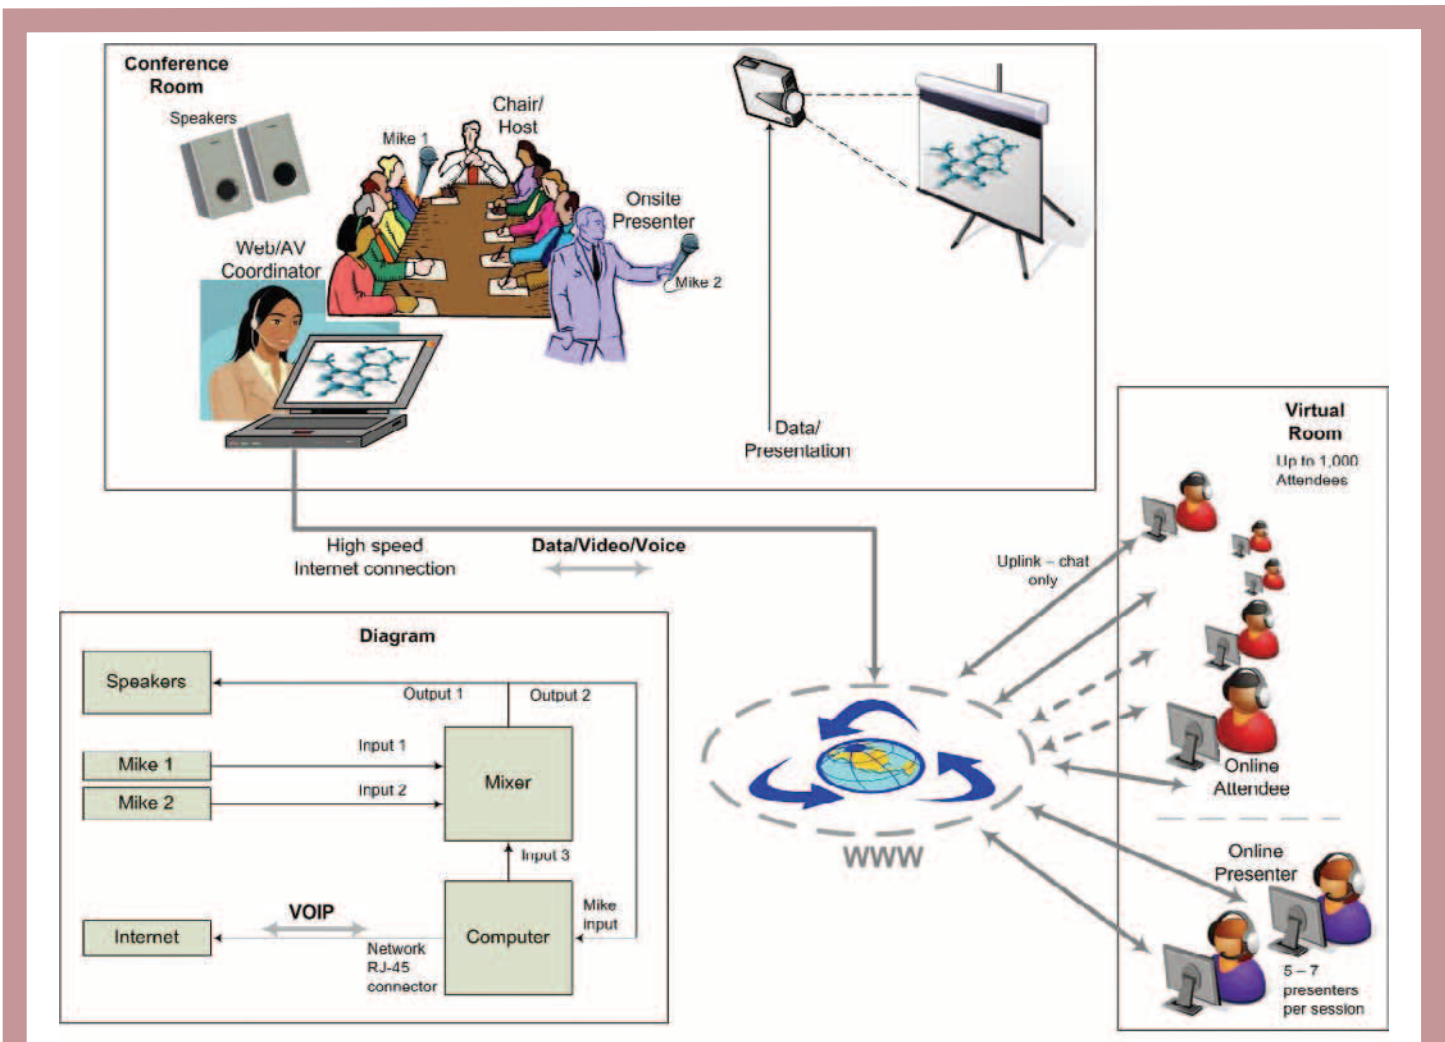 Conference
Room
Speakers
Mike 1
Chair/
Host
Onsite
Presenter
Mike 2
Web/AV
Coordinator
Data/
Presentation
High speed
Internet connection
Data/Video/Voice
Virtual
Room
Up to 1,000
Attendees
Uplink – chat
only
Online
Attendee
Online
Presenter
5 – 7
presenters
per session
WWW
Diagram
Speakers
Output 1
Output 2
Mike 1
Input 1
Mike 2
Input 2
Mixer
Input 3
Internet
VOIP
Network
RJ-45
connector
Computer
Mike
input